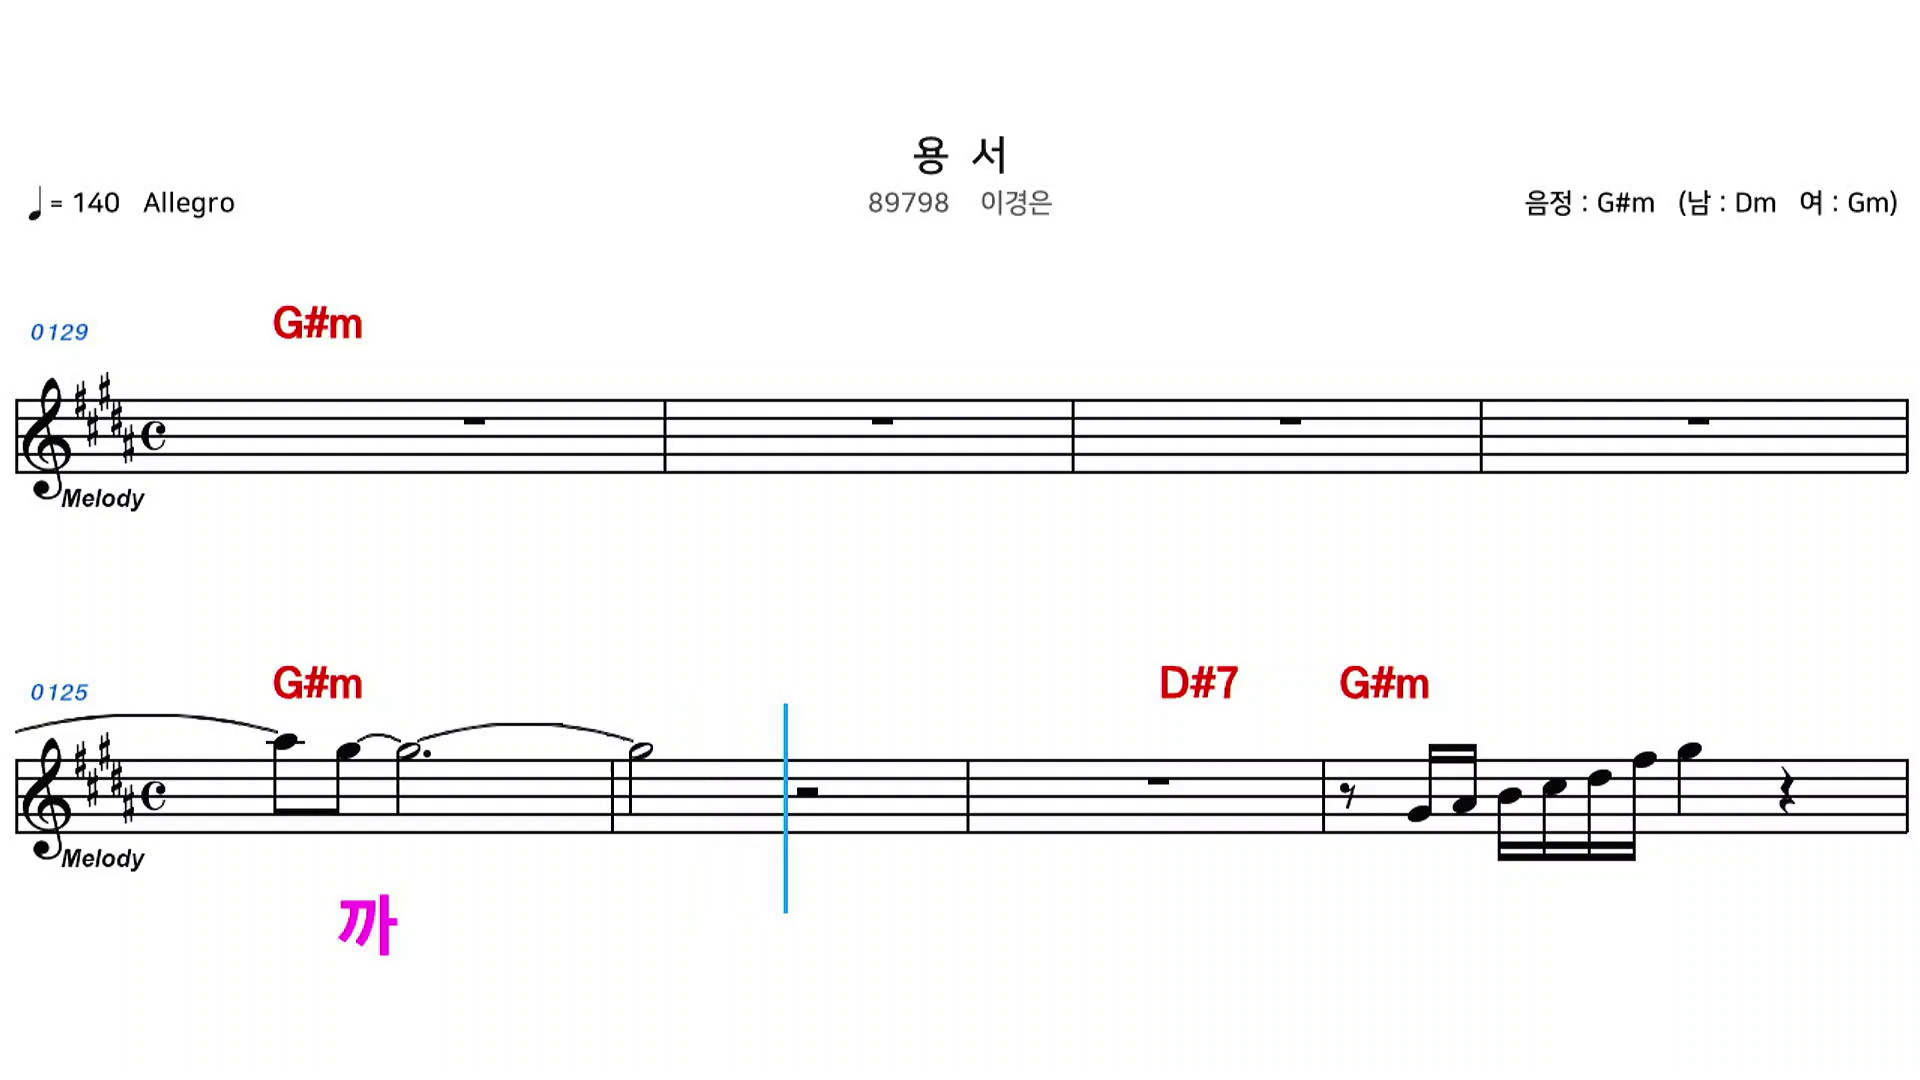 용 서
= 140 Allegro
89798 이경은
음정 : G#m (남 : Dm 여 : Gm)
0129
G#m
Melody
0125
G#m
D#7
G#m
Melody
까